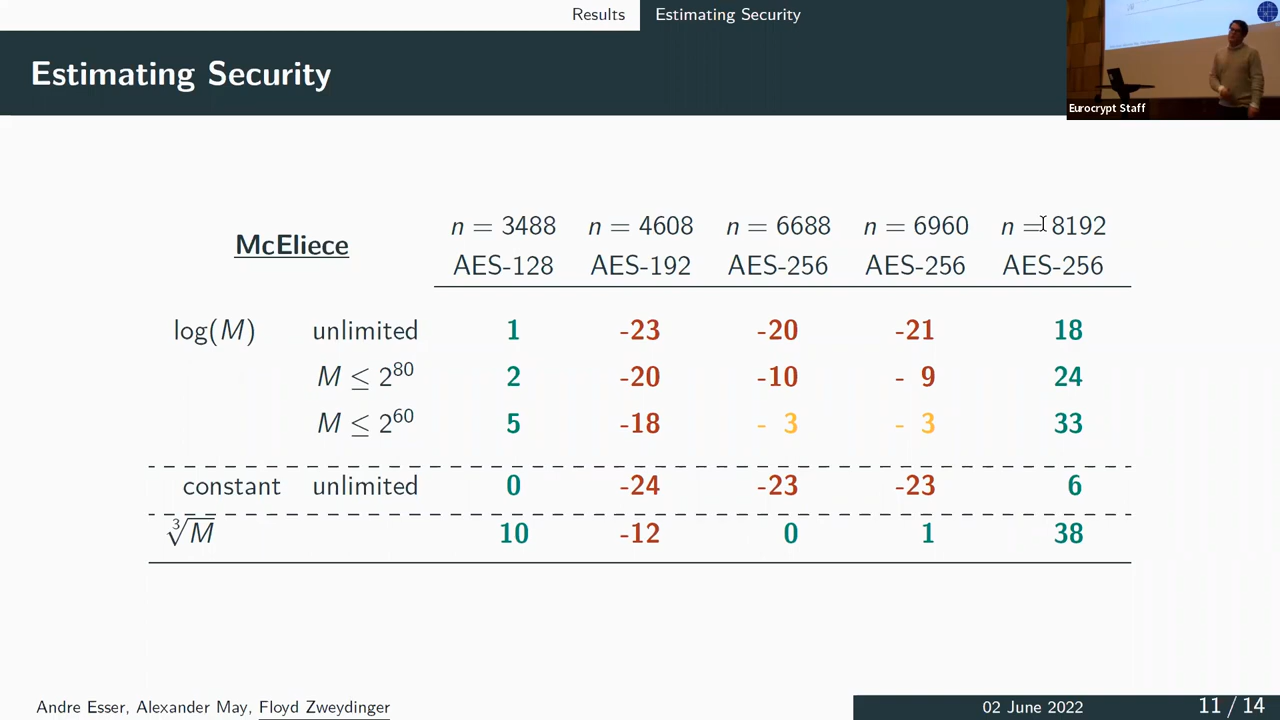 Results Estimating Security
Estimating Security
Eurocrypt Staff
McEliece
n = 3488 n = 4608 n = 6688 n = 6960 n = 8192
AES-128 AES-192 AES-256 AES-256 AES-256
log(M) unlimited 1 -23 -20 -21 18
M ≤ 2^80 2 -20 -10 - 9 24
M ≤ 2^60 5 -18 - 3 - 3 33
constant unlimited 0 -24 -23 -23 6
∛M 10 -12 0 1 38
Andre Esser, Alexander May, Floyd Zweydinger 02 June 2022 11 / 14